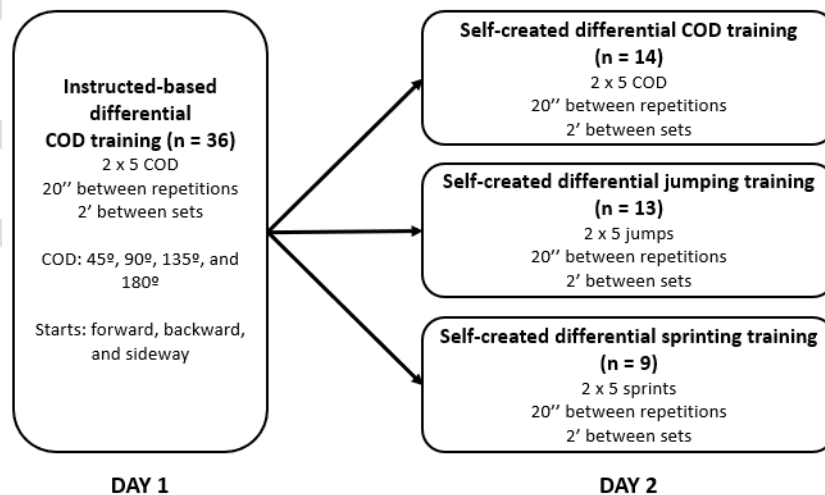 Instructed-based
differential
COD training (n = 36)
2 x 5 COD
20’’ between repetitions
2’ between sets
COD: 45º, 90º, 135º, and
180º
Starts: forward, backward,
and sideway
DAY 1
Self-created differential COD training
(n = 14)
2 x 5 COD
20’’ between repetitions
2’ between sets
Self-created differential jumping training
(n = 13)
2 x 5 jumps
20’’ between repetitions
2’ between sets
Self-created differential sprinting training
(n = 9)
2 x 5 sprints
20’’ between repetitions
2’ between sets
DAY 2